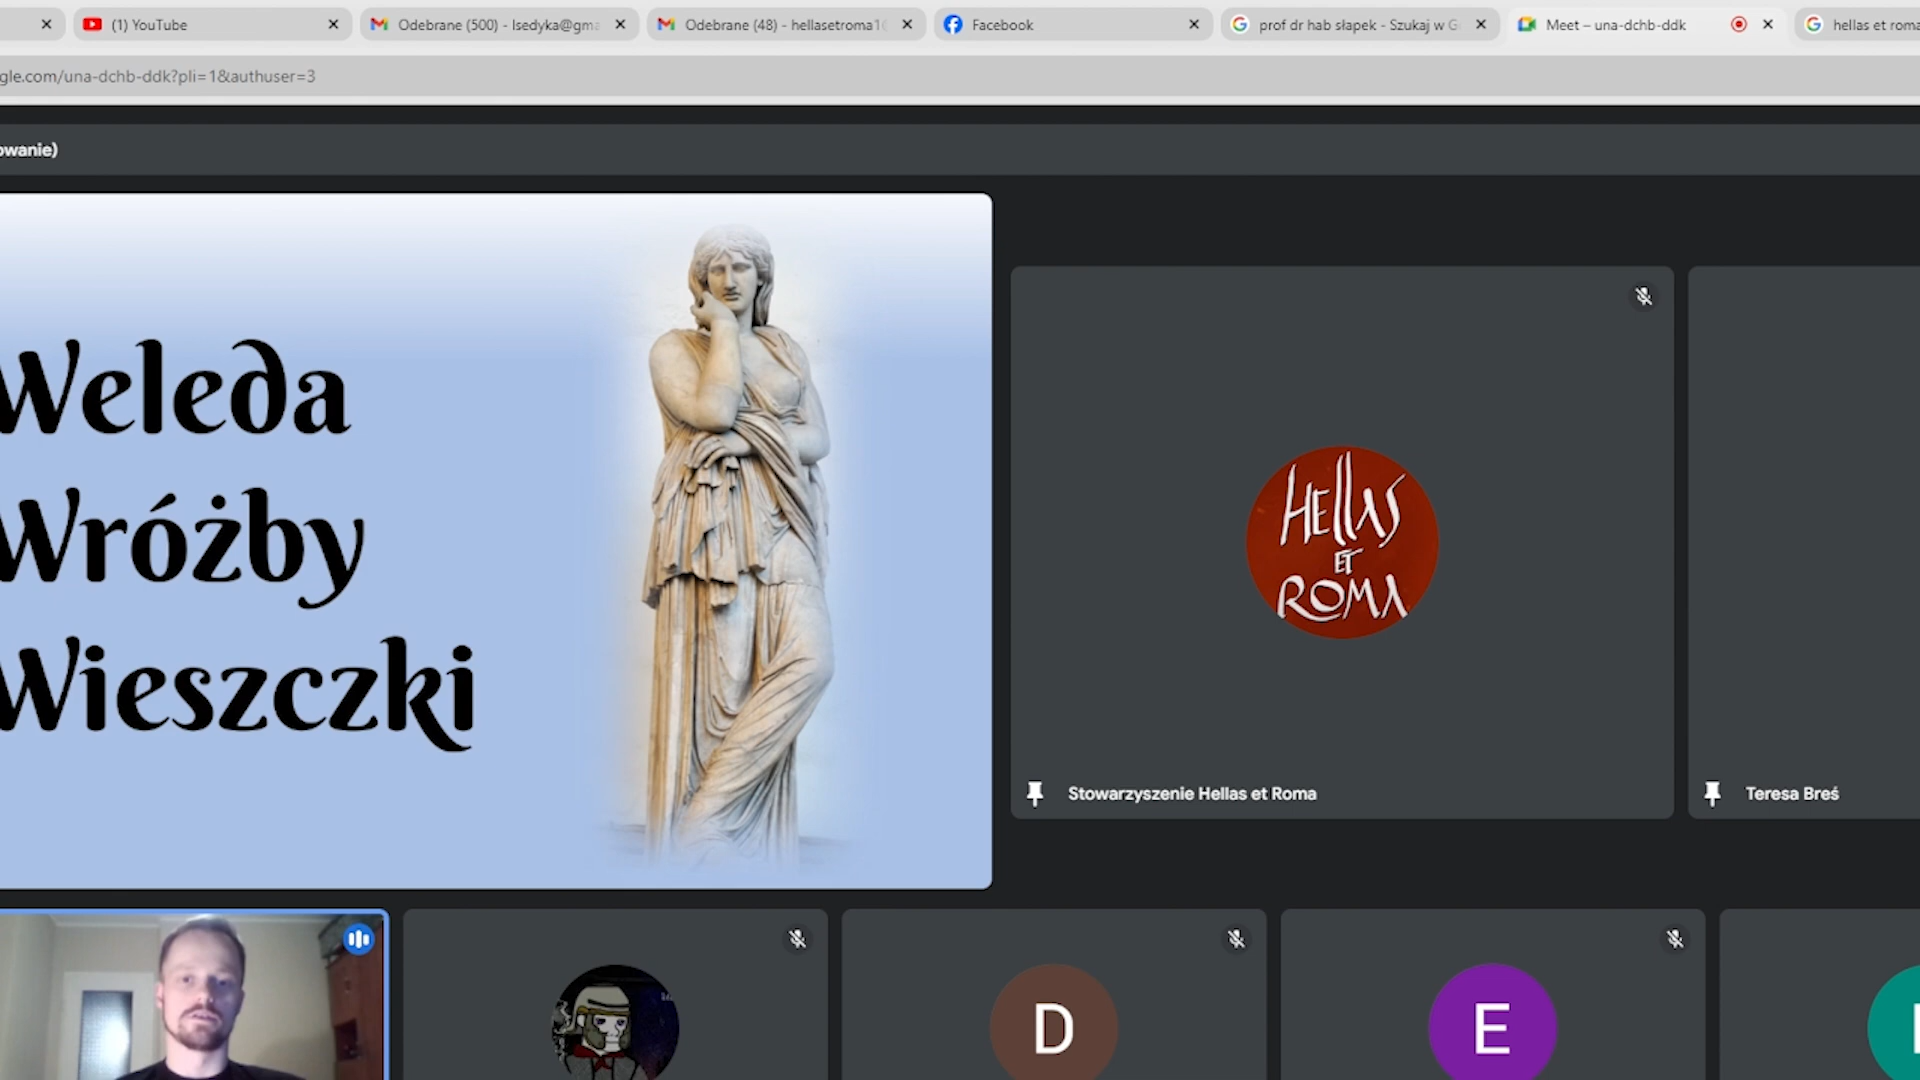 (1) YouTube
Odebrane (500) - lsedyka@gma
Odebrane (48) - hellasetroma1
Facebook
prof dr hab słapek - Szukaj w G
Meet – una-dchb-ddk
hellas et roma
gle.com/una-dchb-ddk?pli=1&authuser=3
owanie)
Weleda
Wróżby
Wieszczki
HELLAS
ET
ROMA
Stowarzyszenie Hellas et Roma
Teresa Breś
D
E